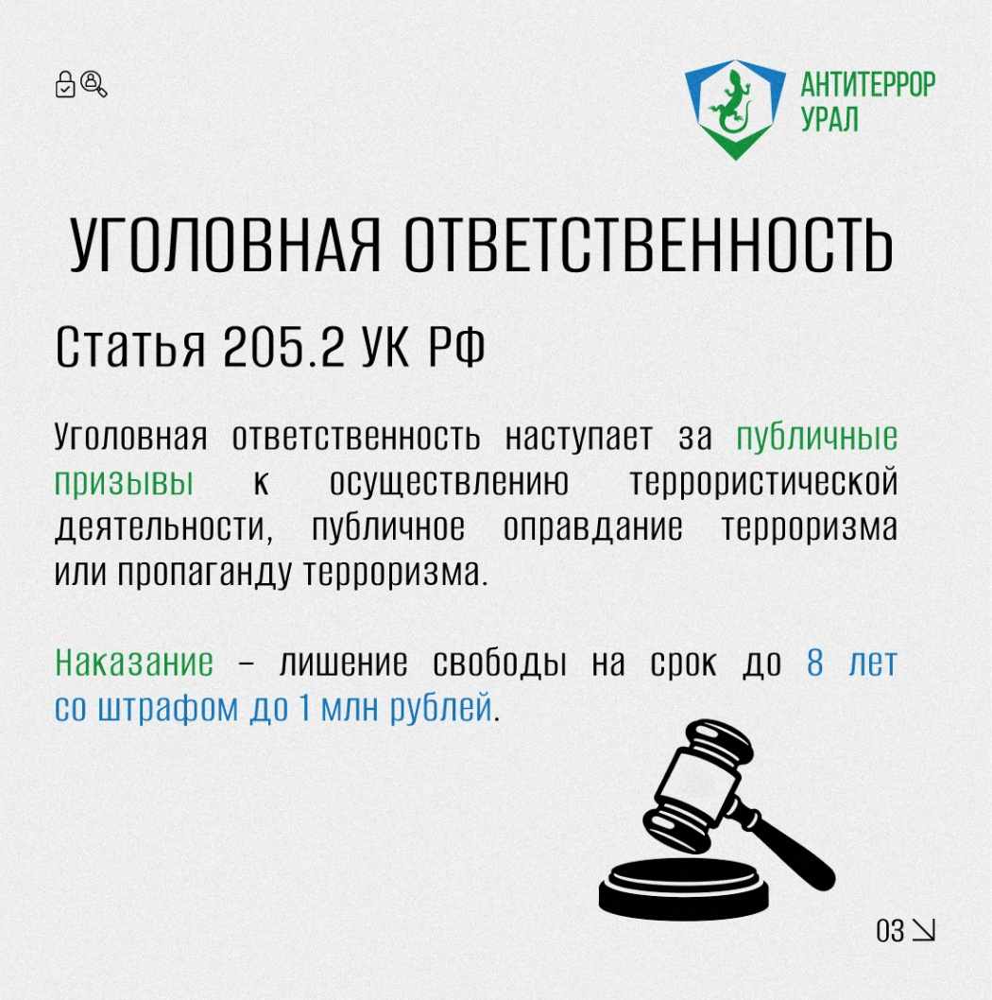 АНТИТЕРРОР
УРАЛ
УГОЛОВНАЯ ОТВЕТСТВЕННОСТЬ
Статья 205.2 УК РФ
Уголовная ответственность наступает за публичные
призывы к осуществлению террористической
деятельности, публичное оправдание терроризма
или пропаганду терроризма.
Наказание – лишение свободы на срок до 8 лет
со штрафом до 1 млн рублей.
03